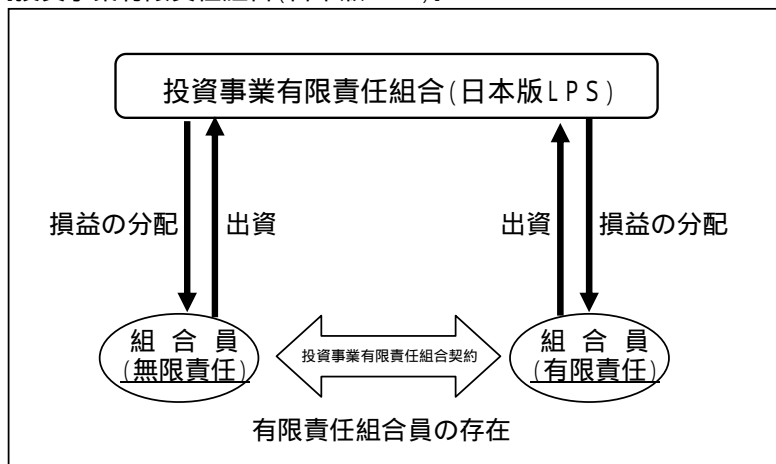 投資事業有限責任組合(日本版LPS)
損益の分配
出資
出資
損益の分配
組合員
(無限責任)
投資事業有限責任組合契約
組合員
(有限責任)
有限責任組合員の存在